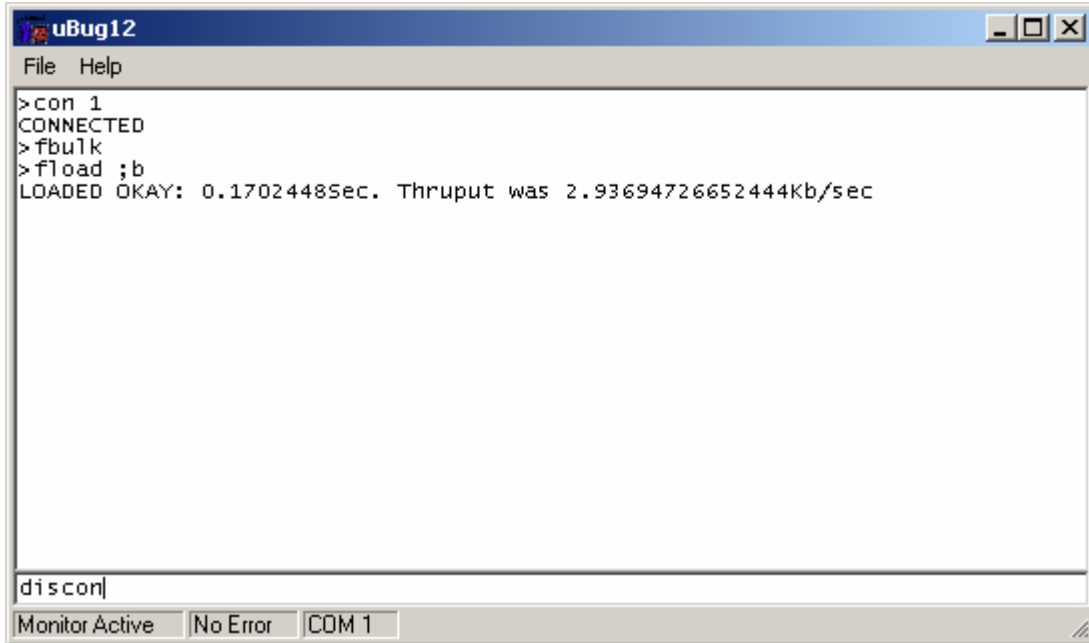 uBug12
File Help
>con 1
CONNECTED
>fbulk
>fload ;b
LOADED OKAY: 0.1702448Sec. Thruput was 2.93694726652444Kb/sec
discon
Monitor Active No Error COM 1